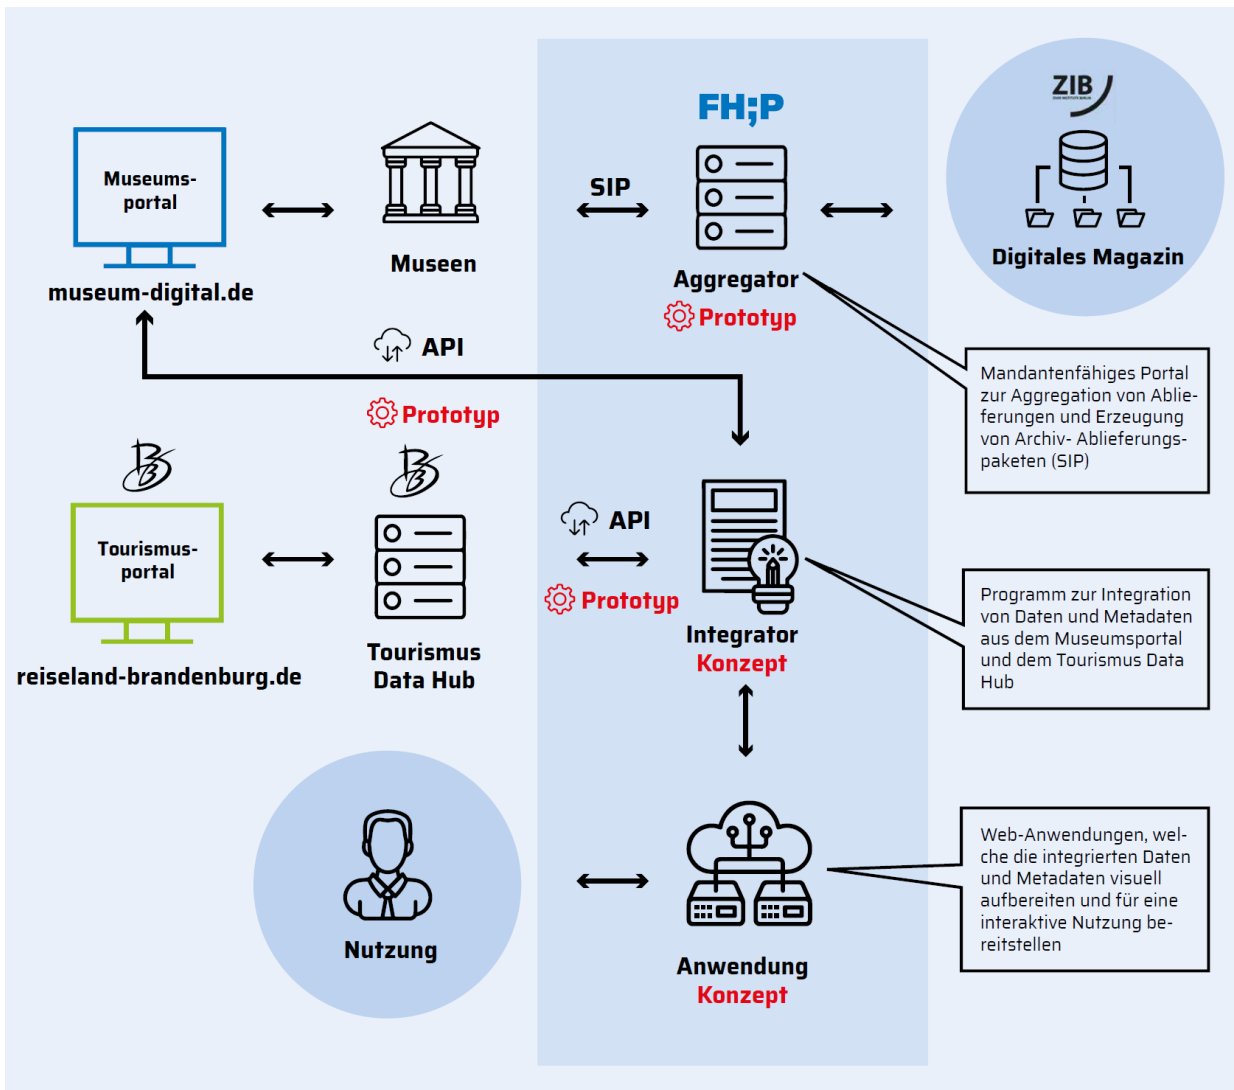 FH;P
ZIB
Museums-
portal
SIP
Museen
Aggregator
Prototyp
Digitales Magazin
museum-digital.de
API
Prototyp
Mandantenfähiges Portal
zur Aggregation von Ablie-
ferungen und Erzeugung
von Archiv- Ablieferungs-
paketen (SIP)
Tourismus-
portal
API
Prototyp
reiseland-brandenburg.de
Tourismus
Data Hub
Integrator
Konzept
Programm zur Integration
von Daten und Metadaten
aus dem Museumsportal
und dem Tourismus Data
Hub
Nutzung
Anwendung
Konzept
Web-Anwendungen, wel-
che die integrierten Daten
und Metadaten visuell
aufbereiten und für eine
interaktive Nutzung be-
reitstellen